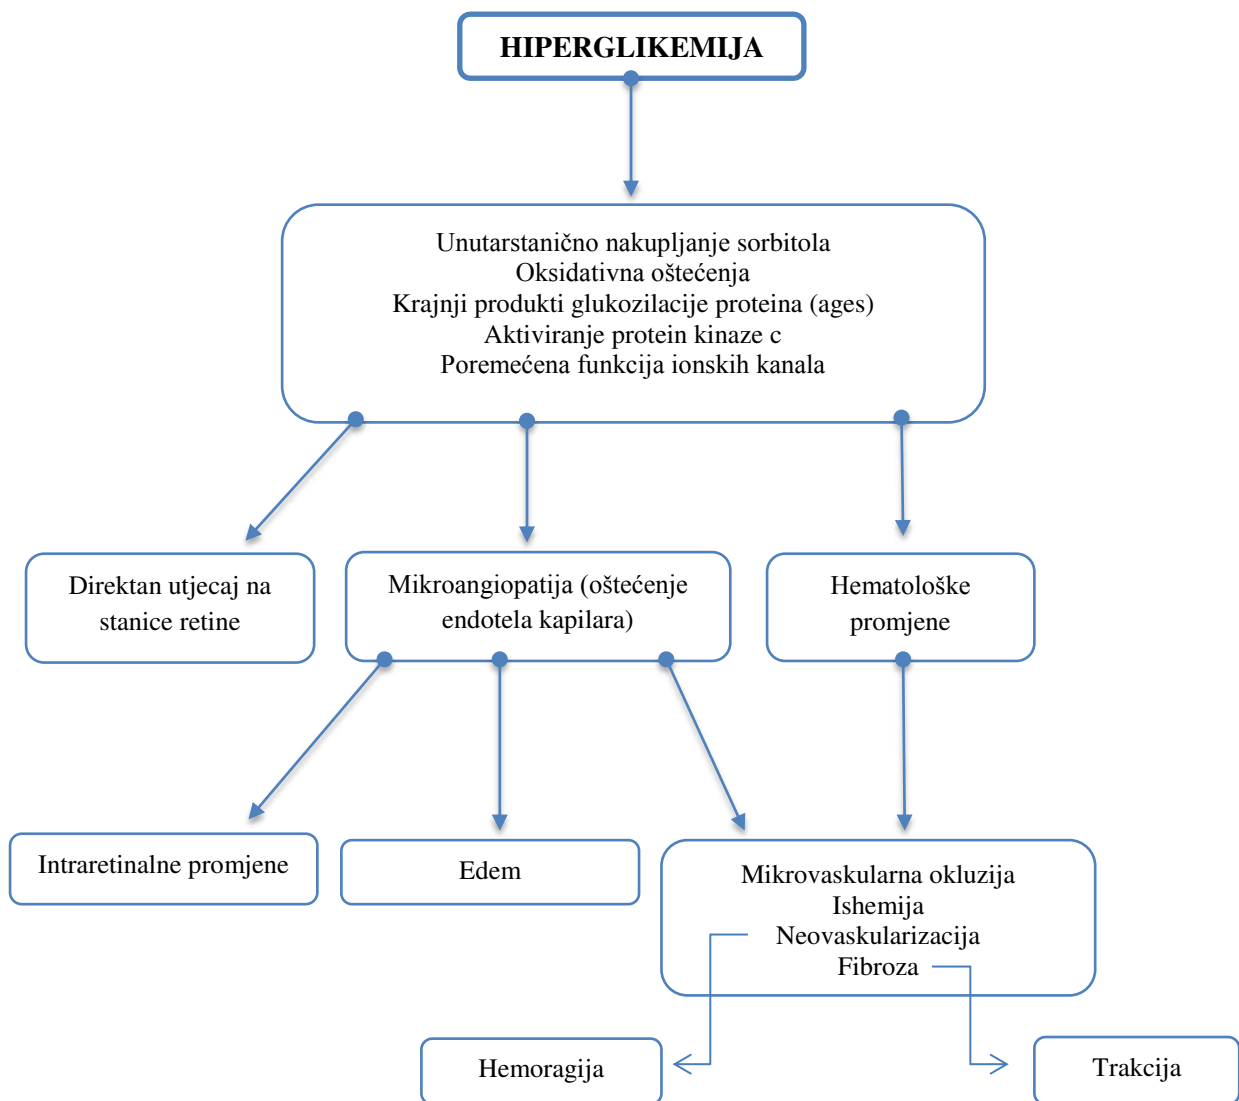 HIPERGLIKEMIJA
Unutarstanično nakupljanje sorbitola
Oksidativna oštećenja
Krajnji produkti glukozilacije proteina (ages)
Aktiviranje protein kinaze c
Poremećena funkcija ionskih kanala
Direktan utjecaj na
stanice retine
Mikroangiopatija (oštećenje
endotela kapilara)
Hematološke
promjene
Intraretinalne promjene
Edem
Mikrovaskularna okluzija
Ishemija
Neovaskularizacija
Fibroza
Hemoragija
Trakcija